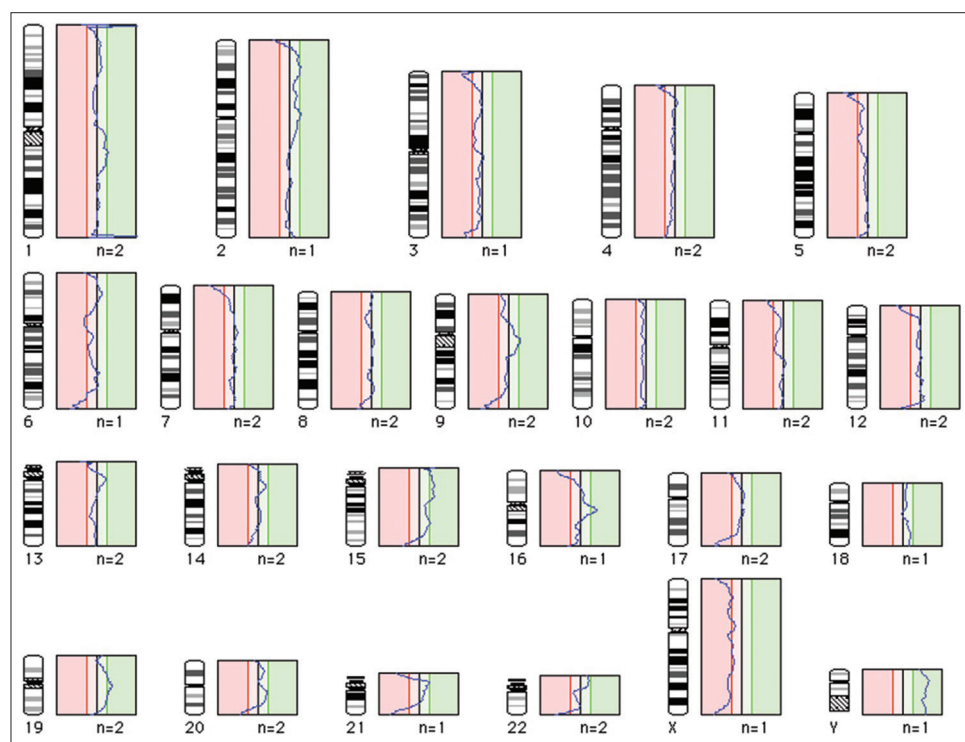 1 n=2 2 n=1 3 n=1 4 n=2 5 n=2
6 n=1 7 n=2 8 n=2 9 n=2 10 n=2 11 n=2 12 n=2
13 n=2 14 n=2 15 n=2 16 n=1 17 n=2 18 n=1
19 n=2 20 n=2 21 n=1 22 n=2 X n=1 Y n=1